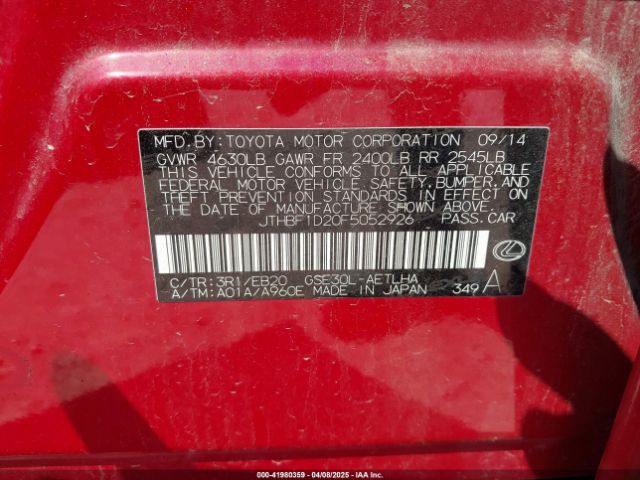 MFD.BY: TOYOTA MOTOR CORPORATION 09/14
GVWR 4630LB GAWR FR 2400LB RR 2545LB
THIS VEHICLE CONFORMS TO ALL APPLICABLE
FEDERAL MOTOR VEHICLE SAFETY, BUMPER, AND
THEFT PREVENTION STANDARDS IN EFFECT ON
THE DATE OF MANUFACTURE SHOWN ABOVE.
JTHBF1D20F5052926 PASS.CAR
C/TR: 3R1/EB20 GSE30L-AETLHA
A/TM: A01A/A960E MADE IN JAPAN 349 A
000-41980359 - 04/08/2025 - IAAI.COM